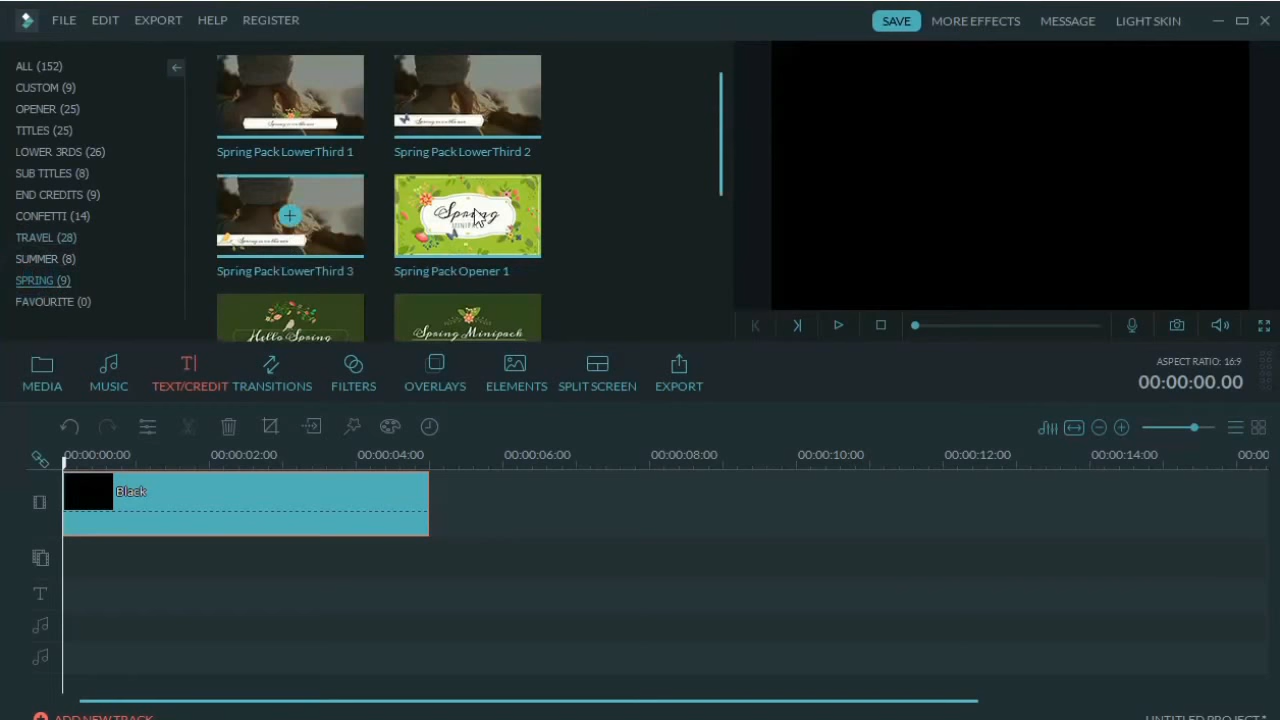 FILE EDIT EXPORT HELP REGISTER SAVE MORE EFFECTS MESSAGE LIGHT SKIN
ALL (152)
CUSTOM (9)
OPENER (25)
TITLES (25)
LOWER 3RDS (26)
SUB TITLES (8)
END CREDITS (9)
CONFETTI (14)
TRAVEL (28)
SUMMER (8)
SPRING (9)
FAVOURITE (0)
Spring Pack LowerThird 1 Spring Pack LowerThird 2
Spring
Spring Pack LowerThird 3 Spring Pack Opener 1
Hello Spring Spring Minipack
MEDIA MUSIC TEXT/CREDIT TRANSITIONS FILTERS OVERLAYS ELEMENTS SPLIT SCREEN EXPORT
ASPECT RATIO: 16:9
00:00:00.00
00:00:00:00 00:00:02:00 00:00:04:00 00:00:06:00 00:00:08:00 00:00:10:00 00:00:12:00 00:00:14:00 00:00
Black
ADD NEW TRACK UNTITLED PROJECT*